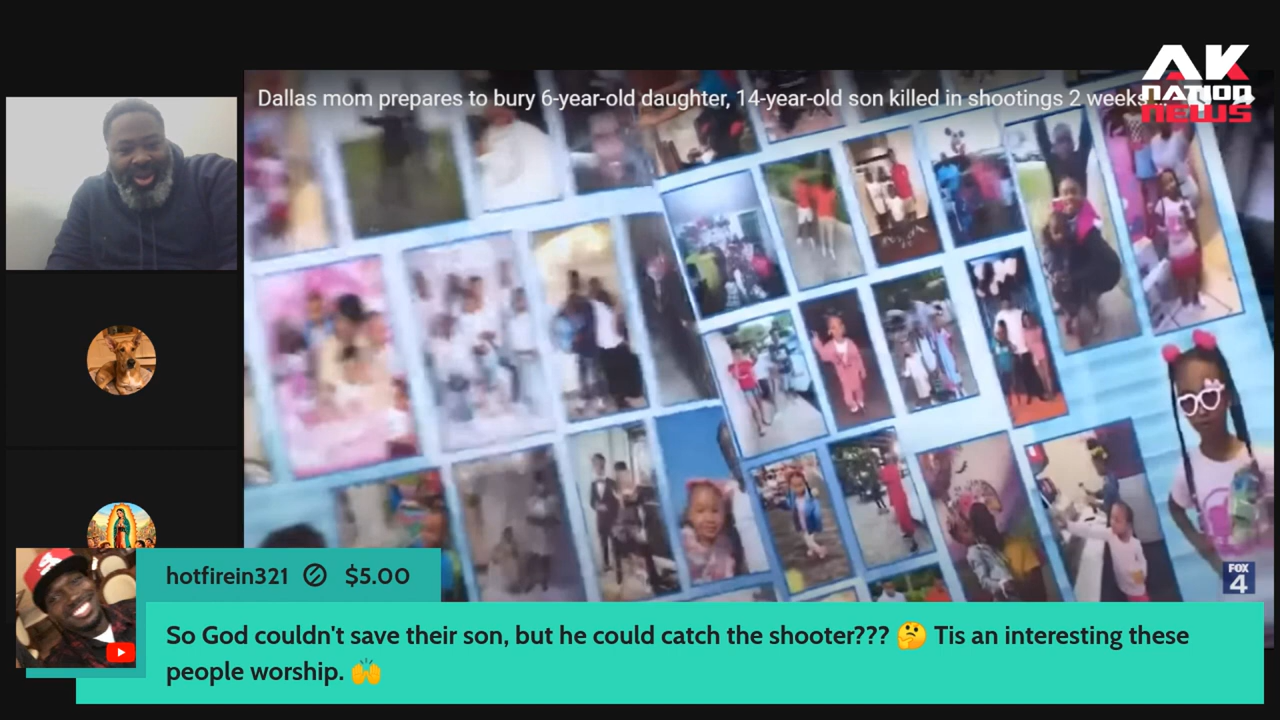 Dallas mom prepares to bury 6-year-old daughter, 14-year-old son killed in shootings 2 weeks ...
AK
NATION
NEWS
FOX
4
hotfirein321 $5.00
So God couldn't save their son, but he could catch the shooter??? 🤔 Tis an interesting these
people worship. 🙌